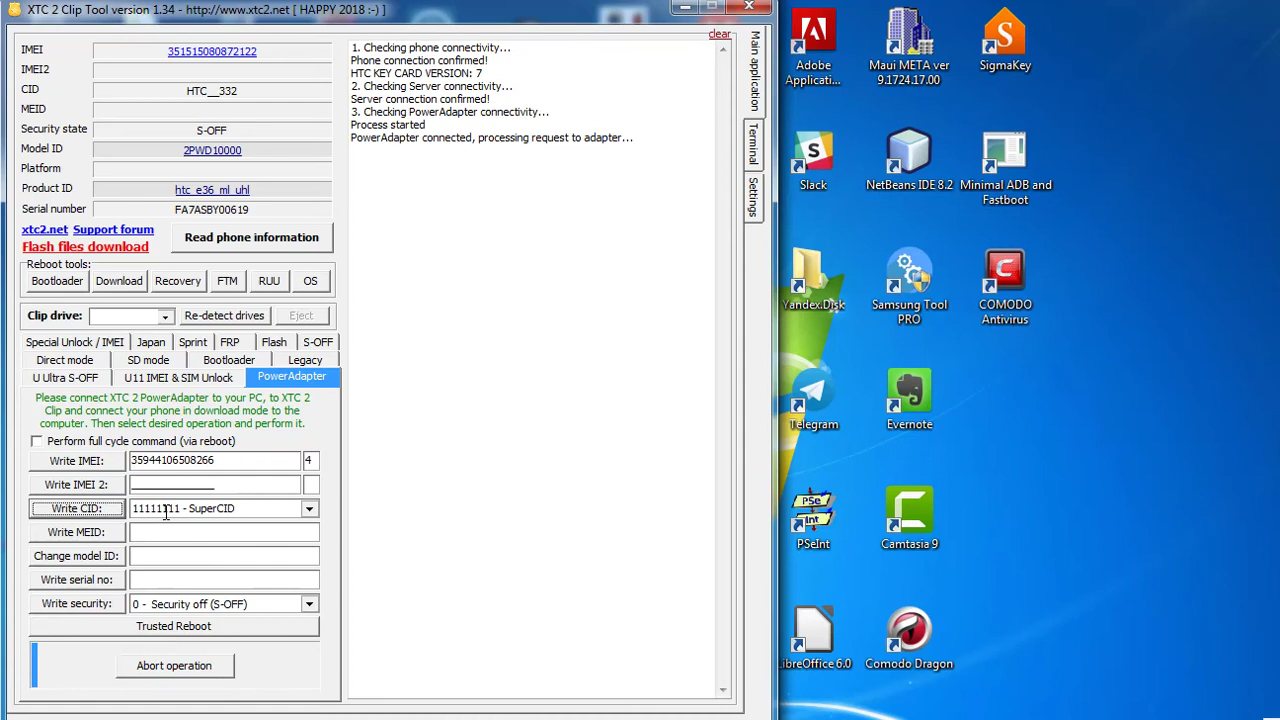 XTC 2 Clip Tool version 1.34 - http://www.xtc2.net [ HAPPY 2018 :-) ]
IMEI 351515080872122
IMEI2
CID HTC__332
MEID
Security state S-OFF
Model ID 2PWD10000
Platform
Product ID htc_e36_ml_uhl
Serial number FA7ASBY00619
xtc2.net Support forum
Flash files download
Read phone information
Reboot tools:
Bootloader Download Recovery FTM RUU OS
Clip drive: Re-detect drives Eject
Special Unlock / IMEI Japan Sprint FRP Flash S-OFF
Direct mode SD mode Bootloader Legacy
U Ultra S-OFF U11 IMEI & SIM Unlock PowerAdapter
Please connect XTC 2 PowerAdapter to your PC, to XTC 2
Clip and connect your phone in download mode to the
computer. Then select desired operation and perform it.
Perform full cycle command (via reboot)
Write IMEI: 35944106508266 4
Write IMEI 2: ______________
Write CID: 11111111 - SuperCID
Write MEID:
Change model ID:
Write serial no:
Write security: 0 - Security off (S-OFF)
Trusted Reboot
Abort operation
clear
1. Checking phone connectivity...
Phone connection confirmed!
HTC KEY CARD VERSION: 7
2. Checking Server connectivity...
Server connection confirmed!
3. Checking PowerAdapter connectivity...
Process started
PowerAdapter connected, processing request to adapter...
Main application
Terminal
Settings
Adobe
Applicati...
Maui META ver
9.1724.17.00
SigmaKey
Slack
NetBeans IDE 8.2
Minimal ADB and
Fastboot
Yandex.Disk
Samsung Tool
PRO
COMODO
Antivirus
Telegram
Evernote
PSe
Int
PSeInt
Camtasia 9
LibreOffice 6.0
Comodo Dragon